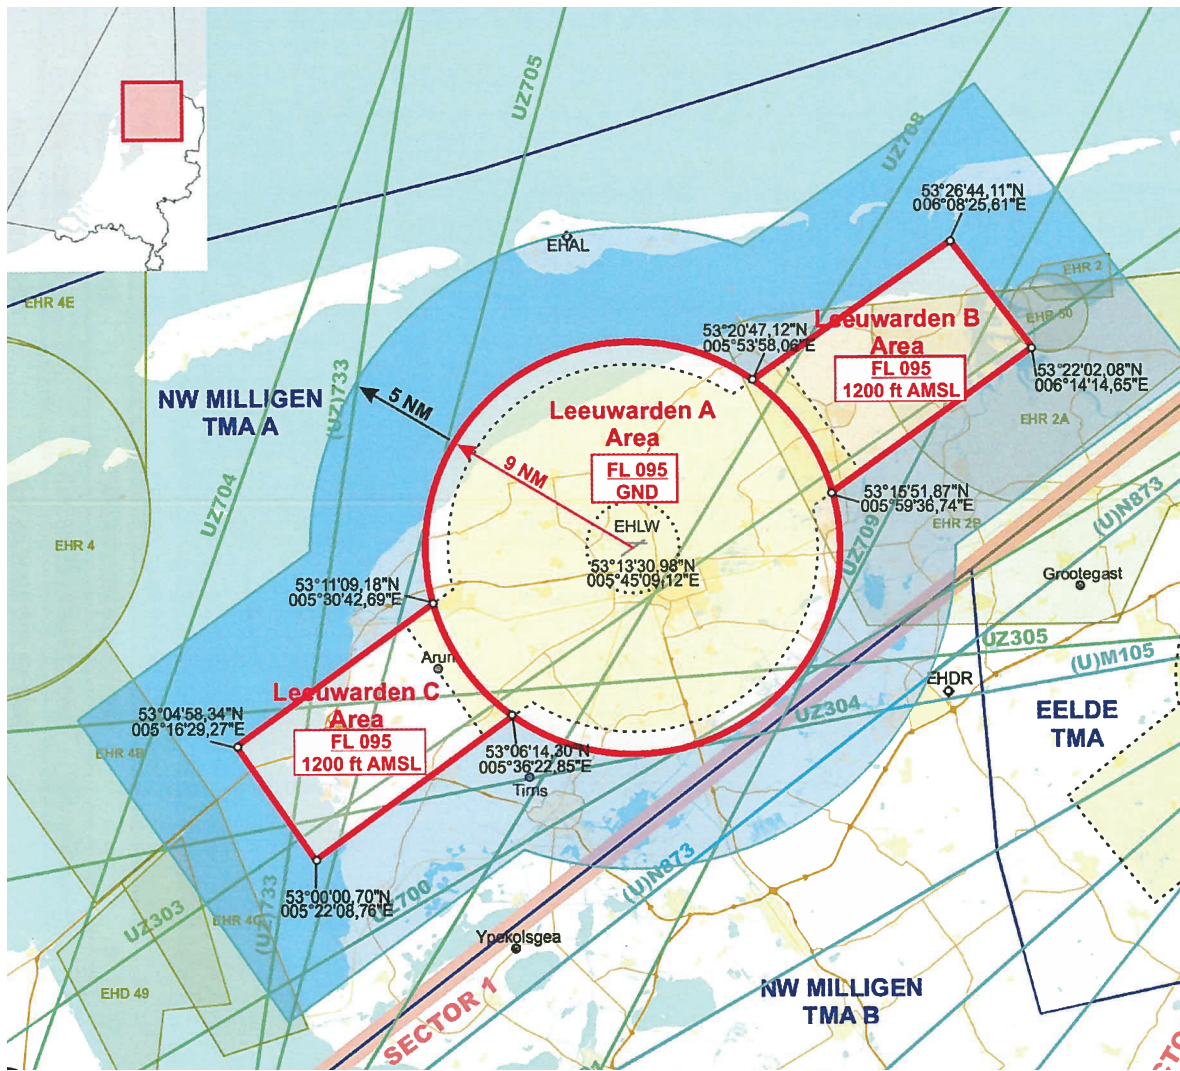 UZ705
UZ708
53°26'44,11"N
006°08'25,61"E
EHAL
EHR 2
EHR 4E
EHR 50
53°20'47,12"N
005°53'58,06"E
Leeuwarden B
Area
FL 095
1200 ft AMSL
53°22'02,08"N
006°14'14,65"E
(UZ)733
NW MILLIGEN
TMA A
5 NM
Leeuwarden A
Area
FL 095
GND
EHR 2A
9 NM
UZ704
53°15'51,87"N
005°59'36,74"E
(U)N873
EHLW
EHR 2B
UZ709
EHR 4
53°13'30,98"N
005°45'09,12"E
Grootegast
53°11'09,18"N
005°30'42,69"E
UZ305
(U)M105
Arum
EHDR
Leeuwarden C
Area
FL 095
1200 ft AMSL
53°04'58,34"N
005°16'29,27"E
UZ304
EELDE
TMA
EHR 4B
53°06'14,30"N
005°36'22,85"E
Tirns
53°00'00,70"N
005°22'08,76"E
UZ700
(U)N873
UZ303
EHR 4C
(UZ)733
Ypekolsgea
EHD 49
SECTOR 1
NW MILLIGEN
TMA B